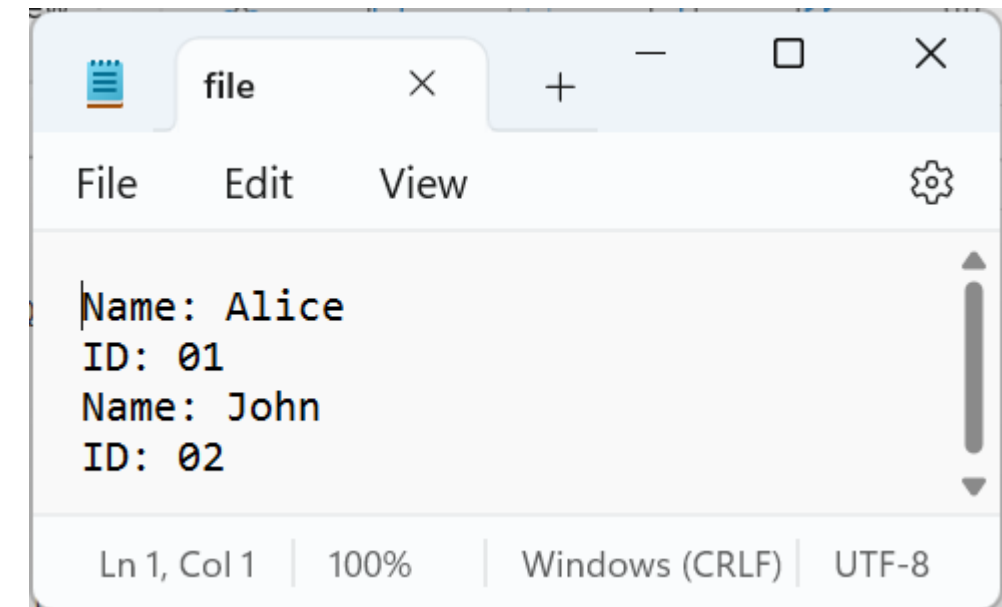 file
File Edit View
Name: Alice
ID: 01
Name: John
ID: 02
Ln 1, Col 1 100% Windows (CRLF) UTF-8